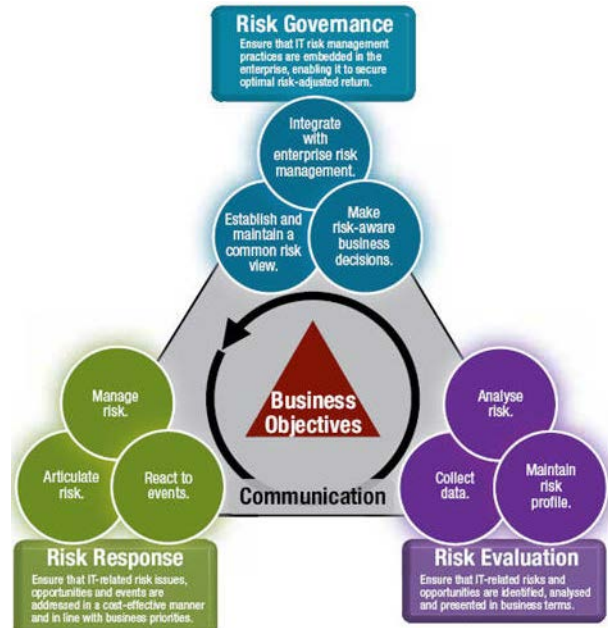 Risk Governance
Ensure that IT risk management
practices are embedded in the
enterprise, enabling it to secure
optimal risk-adjusted return.
Integrate
with
enterprise risk
management.
Establish and
maintain a
common risk
view.
Make
risk-aware
business
decisions.
Business
Objectives
Communication
Manage
risk.
Articulate
risk.
React to
events.
Risk Response
Ensure that IT-related risk issues,
opportunities and events are
addressed in a cost-effective manner
and in line with business priorities.
Analyse
risk.
Collect
data.
Maintain
risk
profile.
Risk Evaluation
Ensure that IT-related risks and
opportunities are identified, analysed
and presented in business terms.